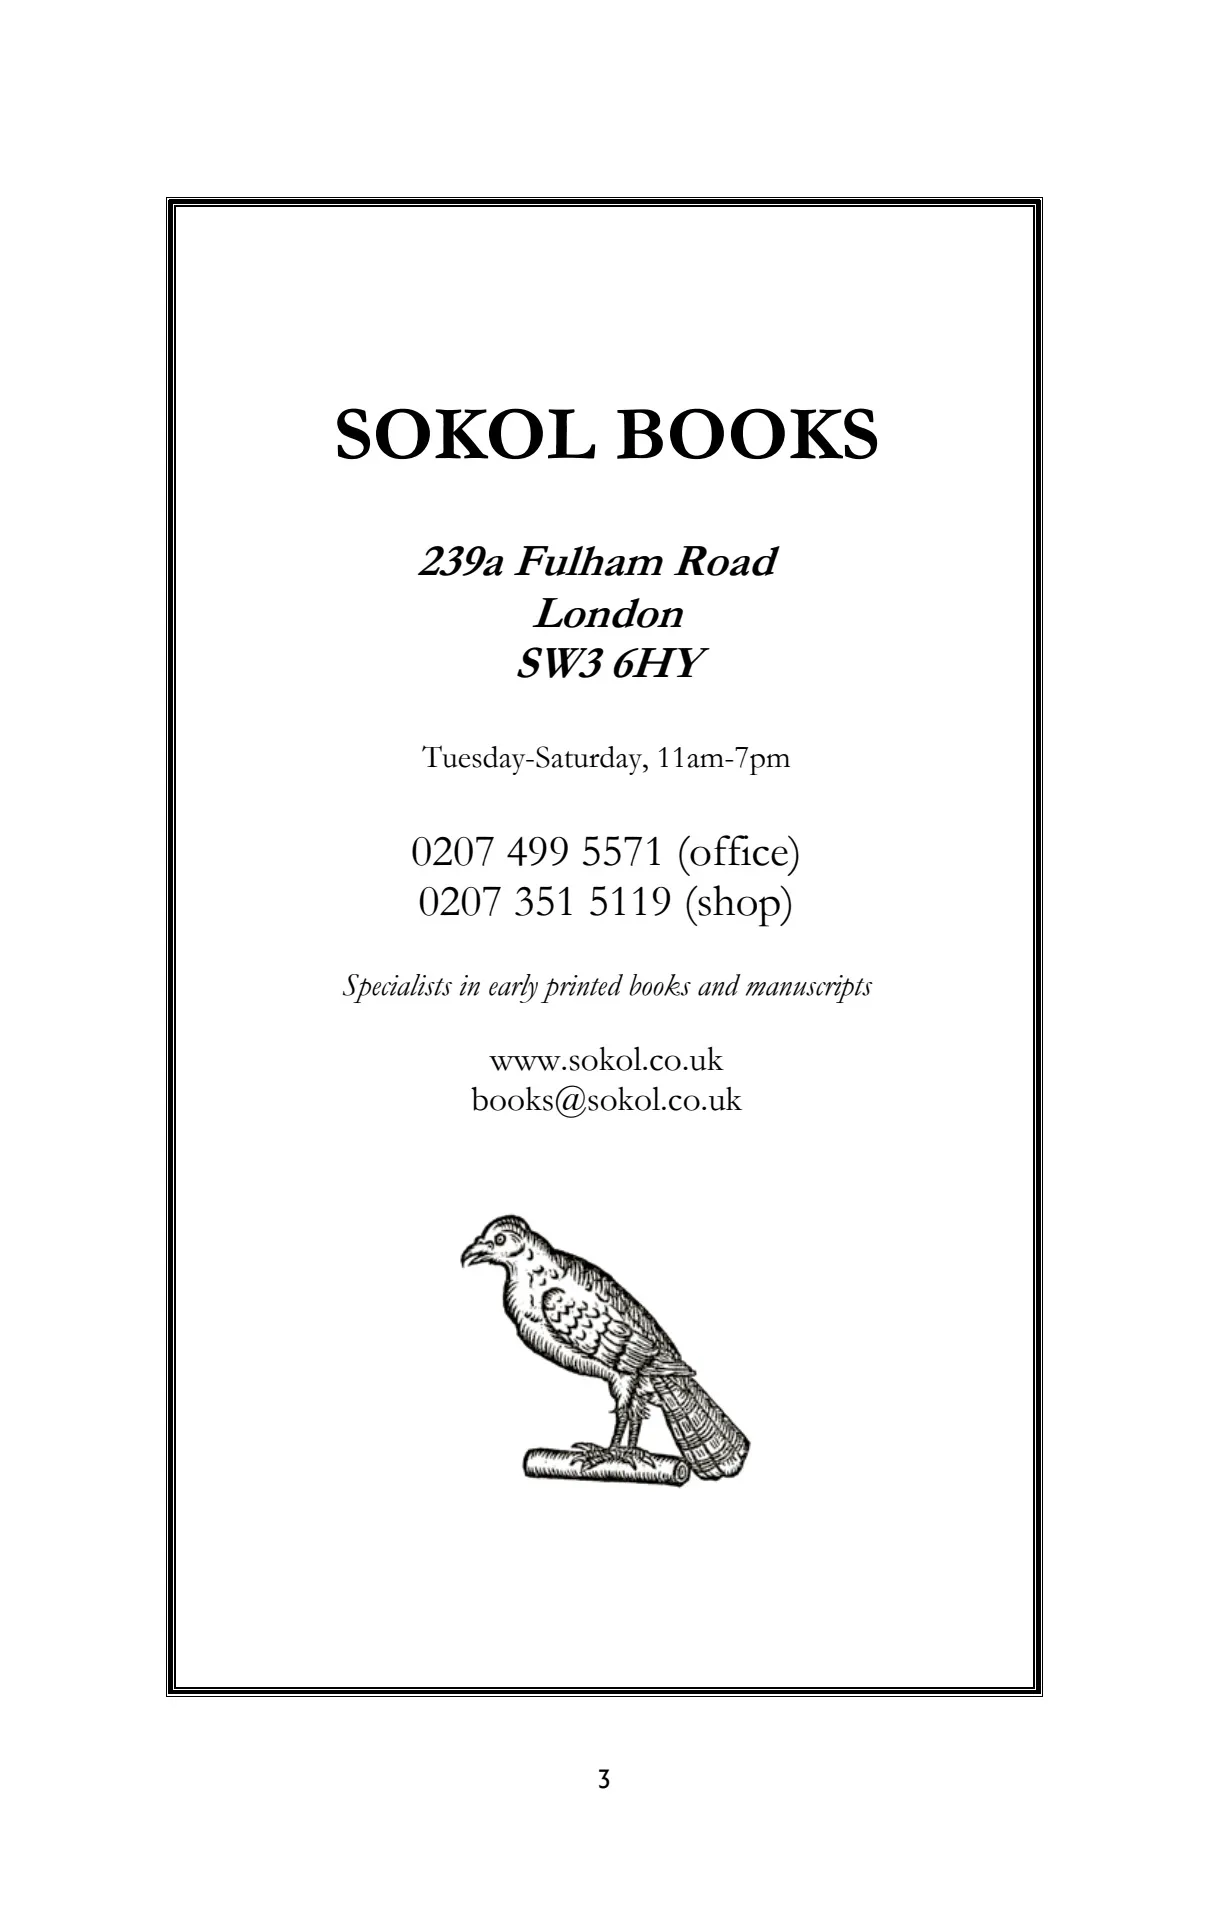 SOKOL BOOKS
239a Fulham Road
London
SW3 6HY
Tuesday-Saturday, 11am-7pm
0207 499 5571 (office)
0207 351 5119 (shop)
Specialists in early printed books and manuscripts
www.sokol.co.uk
books@sokol.co.uk
3